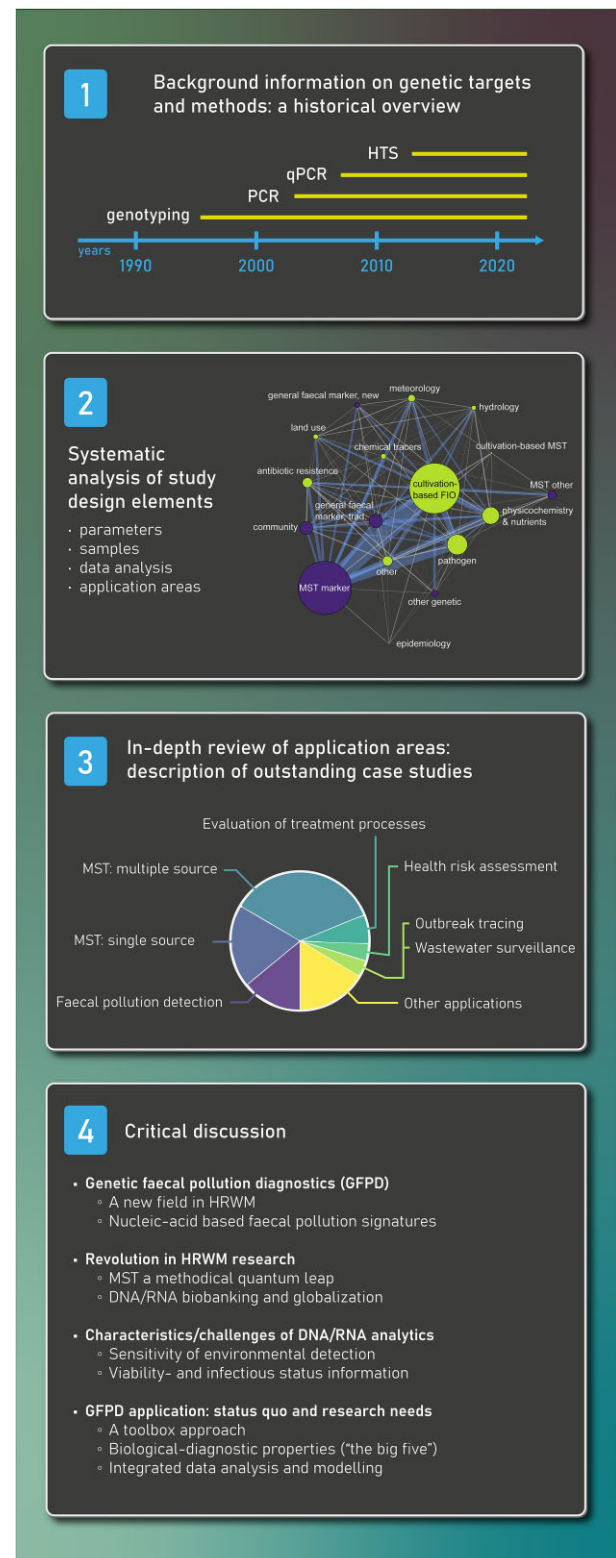 1
Background information on genetic targets
and methods: a historical overview
HTS
qPCR
PCR
genotyping
years
1990
2000
2010
2020
2
Systematic
analysis of study
design elements
· parameters
· samples
· data analysis
· application areas
meteorology
general faecal marker, new
hydrology
land use
chemical tracers
cultivation-based MST
antibiotic resistence
cultivation-
based FIO
MST other
general faecal
marker, trad.
physicochemistry
& nutrients
community
pathogen
other
MST marker
other genetic
epidemiology
3
In-depth review of application areas:
description of outstanding case studies
Evaluation of treatment processes
MST: multiple source
Health risk assessment
Outbreak tracing
MST: single source
Wastewater surveillance
Faecal pollution detection
Other applications
4
Critical discussion
• Genetic faecal pollution diagnostics (GFPD)
◦ A new field in HRWM
◦ Nucleic-acid based faecal pollution signatures
• Revolution in HRWM research
◦ MST a methodical quantum leap
◦ DNA/RNA biobanking and globalization
• Characteristics/challenges of DNA/RNA analytics
◦ Sensitivity of environmental detection
◦ Viability- and infectious status information
• GFPD application: status quo and research needs
◦ A toolbox approach
◦ Biological-diagnostic properties (“the big five”)
◦ Integrated data analysis and modelling